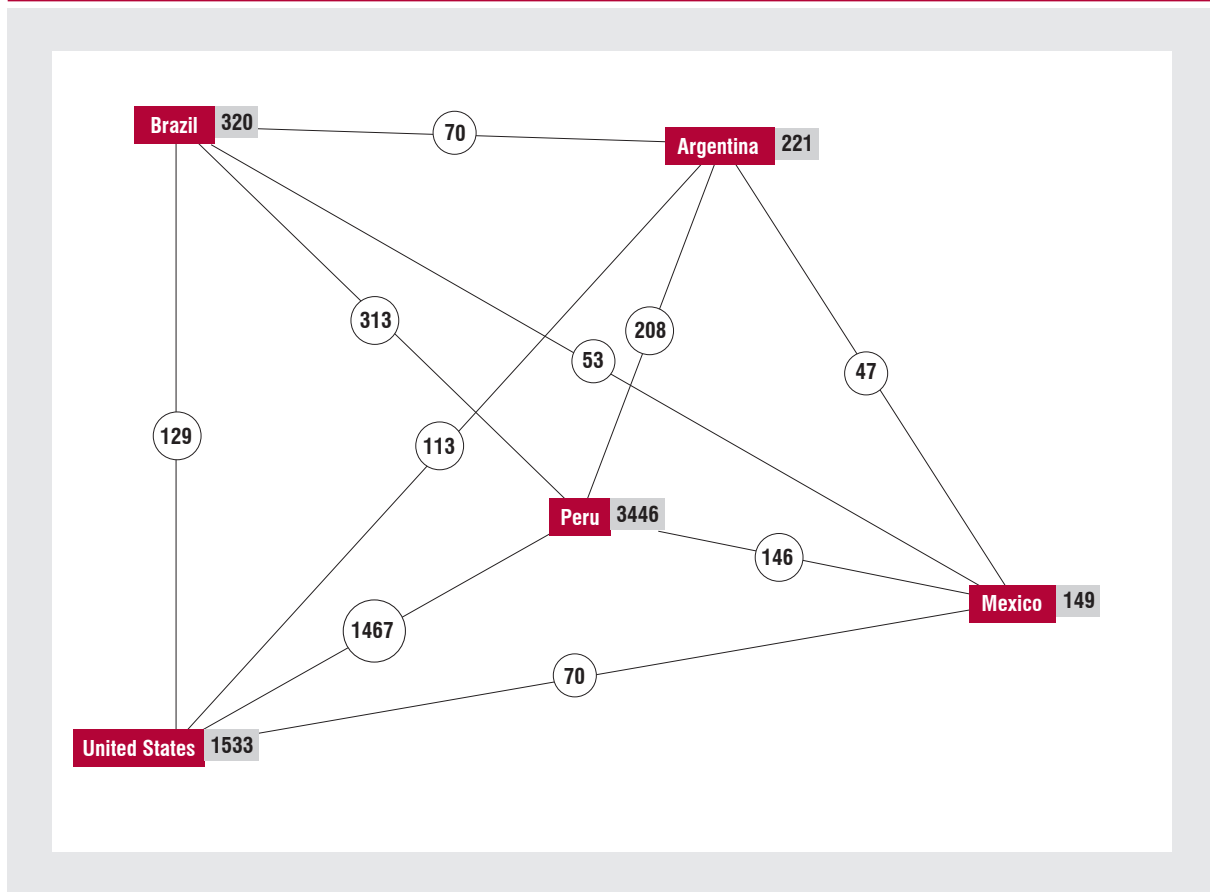 Brazil 320
70
Argentina 221
313
208
53
47
129
113
Peru 3446
146
Mexico 149
1467
70
United States 1533